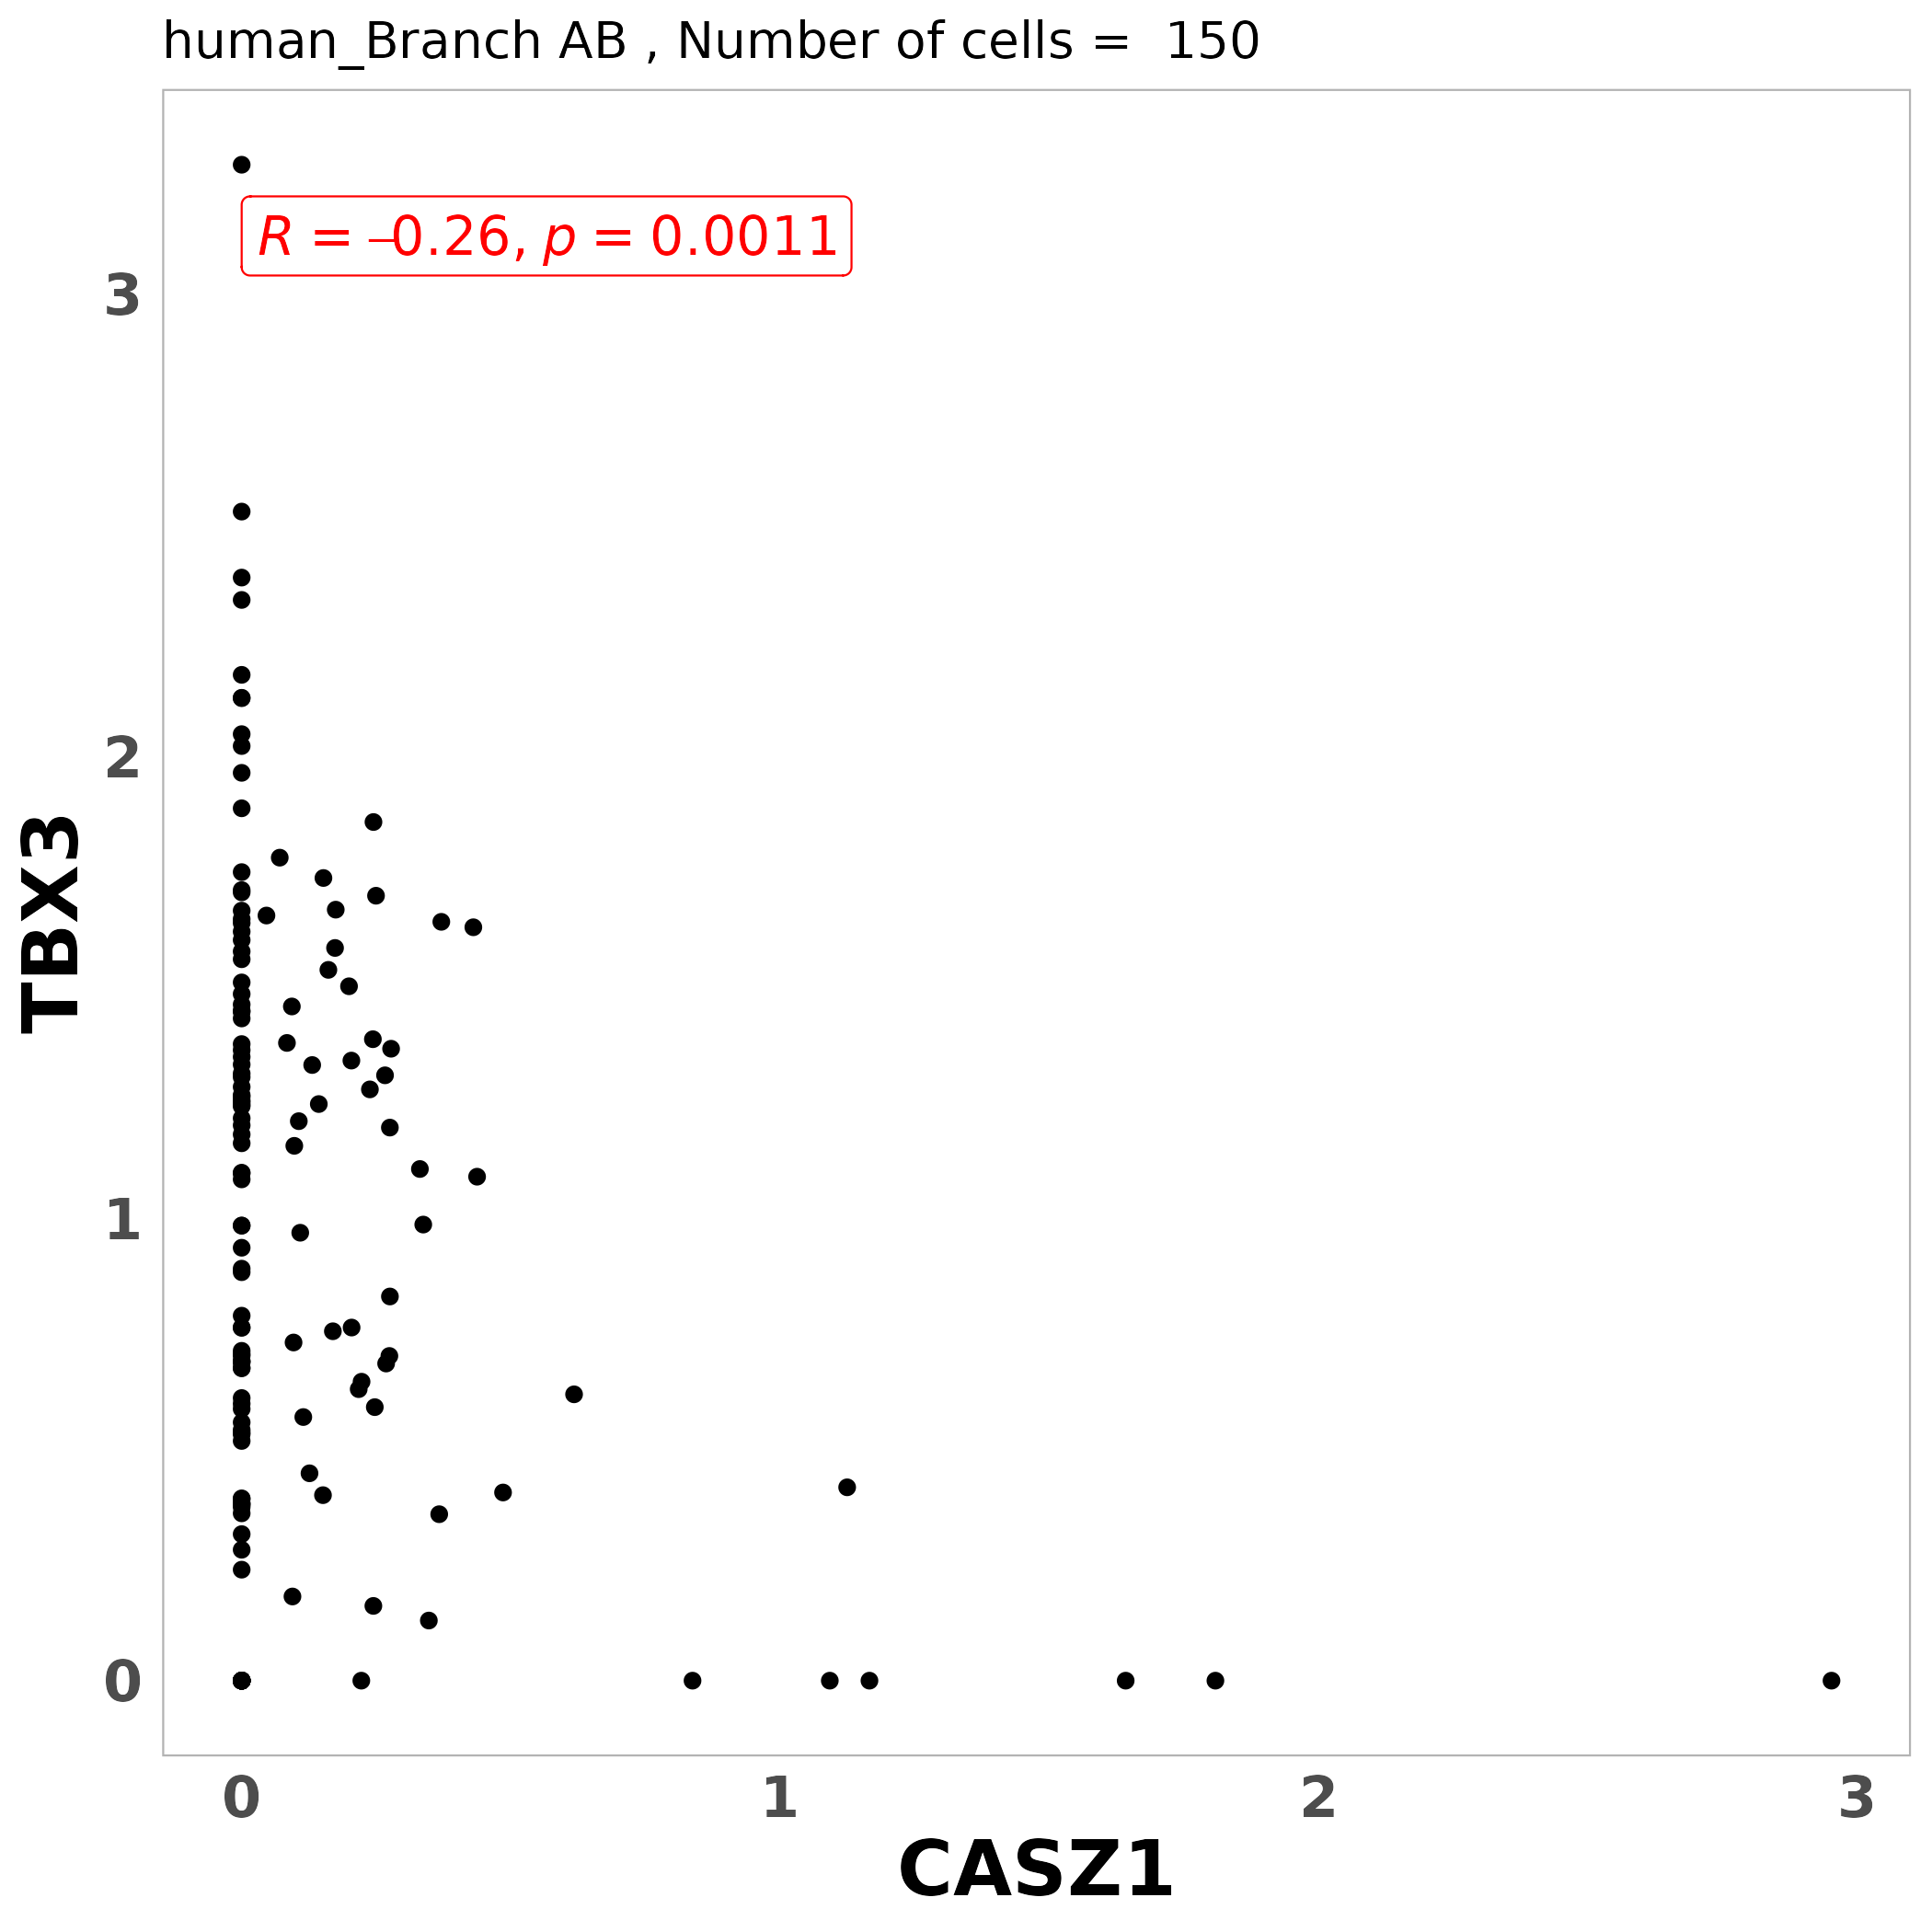 human_Branch AB , Number of cells =  150
R = –0.26, p = 0.0011
3
2
1
0
TBX3
0 1 2 3
CASZ1